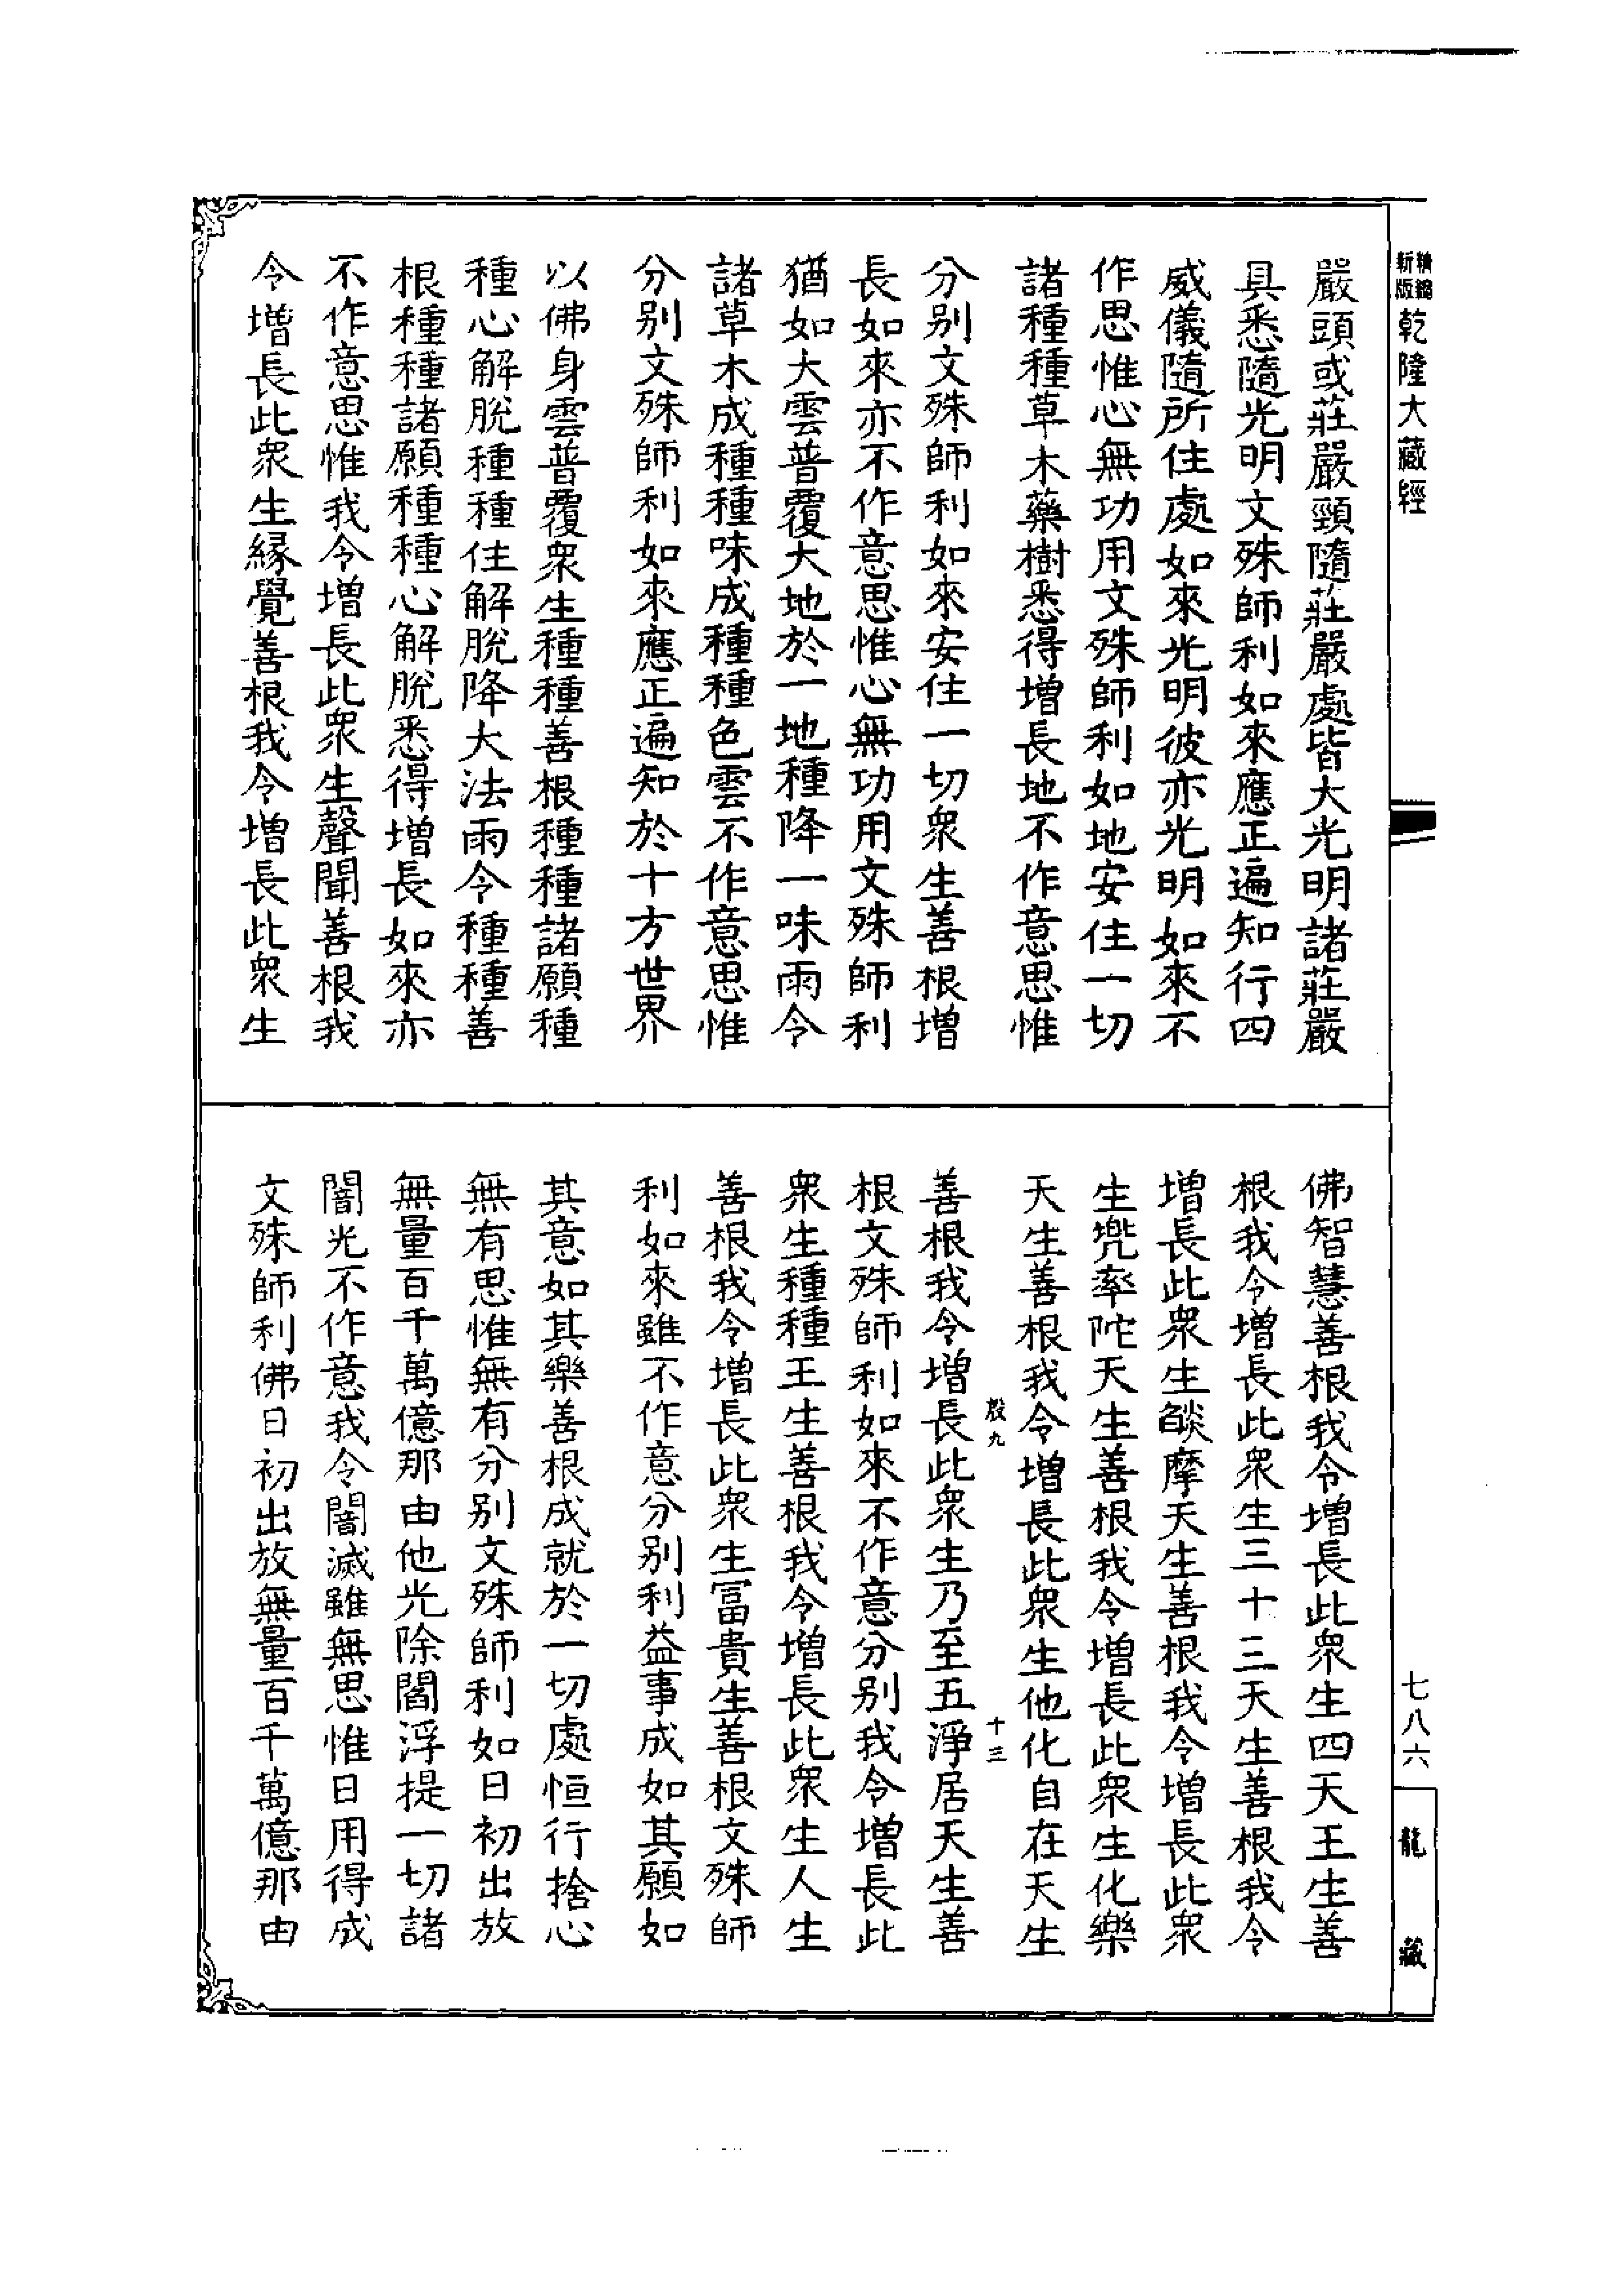 精鐫
新版
乾隆大藏經
嚴頭或莊嚴頸隨莊嚴處皆大光明諸莊嚴
具悉隨光明文殊師利如來應正遍知行四
威儀隨所住處如來光明彼亦光明如來不
作思惟心無功用文殊師利如地安住一切
諸種種草木藥樹悉得增長地不作意思惟
分别文殊師利如來安住一切衆生善根增
長如來亦不作意思惟心無功用文殊師利
猶如大雲普覆大地於一地種降一味雨令
諸草木成種種味成種種色雲不作意思惟
分别文殊師利如來應正遍知於十方世界
以佛身雲普覆衆生種種善根種種諸願種
種心解脫種種住解脫降大法雨令種種善
根種種諸願種種心解脫悉得增長如來亦
不作意思惟我令增長此衆生聲聞善根我
令增長此衆生緣覺善根我令增長此衆生
佛智慧善根我令增長此衆生四天王生善
根我令增長此衆生三十三天生善根我令
增長此衆生𦦨摩天生善根我令增長此衆
生兜率陀天生善根我令增長此衆生化樂
天生善根我令增長此衆生他化自在天生
殷九
十三
善根我令增長此衆生乃至五淨居天生善
根文殊師利如來不作意分别我令增長此
衆生種種王生善根我令增長此衆生人生
善根我令增長此衆生冨貴生善根文殊師
利如來雖不作意分别利益事成如其願如
其意如其樂善根成就於一切處恒行捨心
無有思惟無有分别文殊師利如日初出放
無量百千萬億那由他光除閻浮提一切諸
闇光不作意我令闇滅雖無思惟日用得成
文殊師利佛日初出放無量百千萬億那由
七八六
龍藏